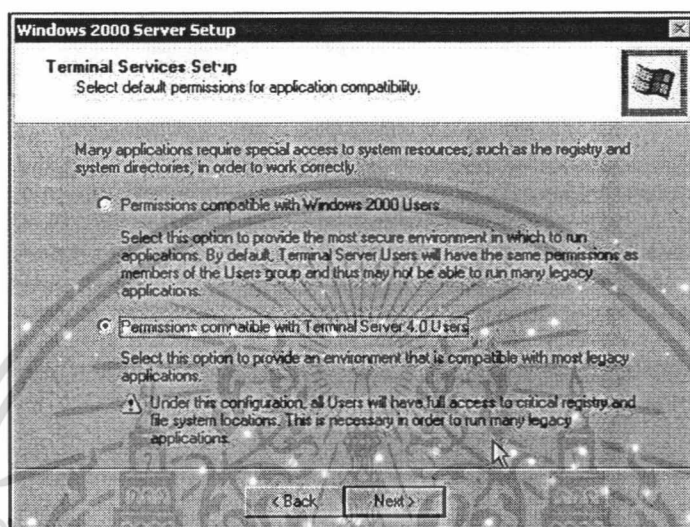 Windows 2000 Server Setup
Terminal Services Setup
Select default permissions for application compatibility.
Many applications require special access to system resources, such as the registry and
system directories, in order to work correctly.
Permissions compatible with Windows 2000 Users
Select this option to provide the most secure environment in which to run
applications. By default, Terminal Server Users will have the same permissions as
members of the Users group and thus may not be able to run many legacy
applications.
Permissions compatible with Terminal Server 4.0 Users
Select this option to provide an environment that is compatible with most legacy
applications.
Under this configuration, all Users will have full access to critical registry and
file system locations. This is necessary in order to run many legacy
applications.
< Back Next >